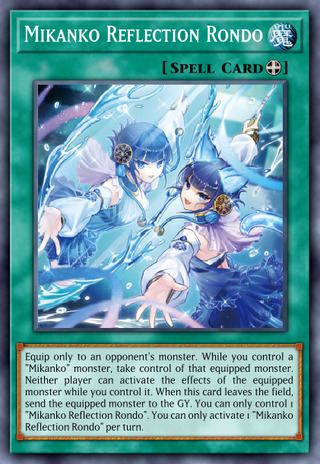 Mikanko Reflection Rondo 魔
[Spell Card]
Equip only to an opponent's monster. While you control a
"Mikanko" monster, take control of that equipped monster.
Neither player can activate the effects of the equipped
monster while you control it. When this card leaves the field,
send the equipped monster to the GY. You can only control 1
"Mikanko Reflection Rondo". You can only activate 1 "Mikanko
Reflection Rondo" per turn.